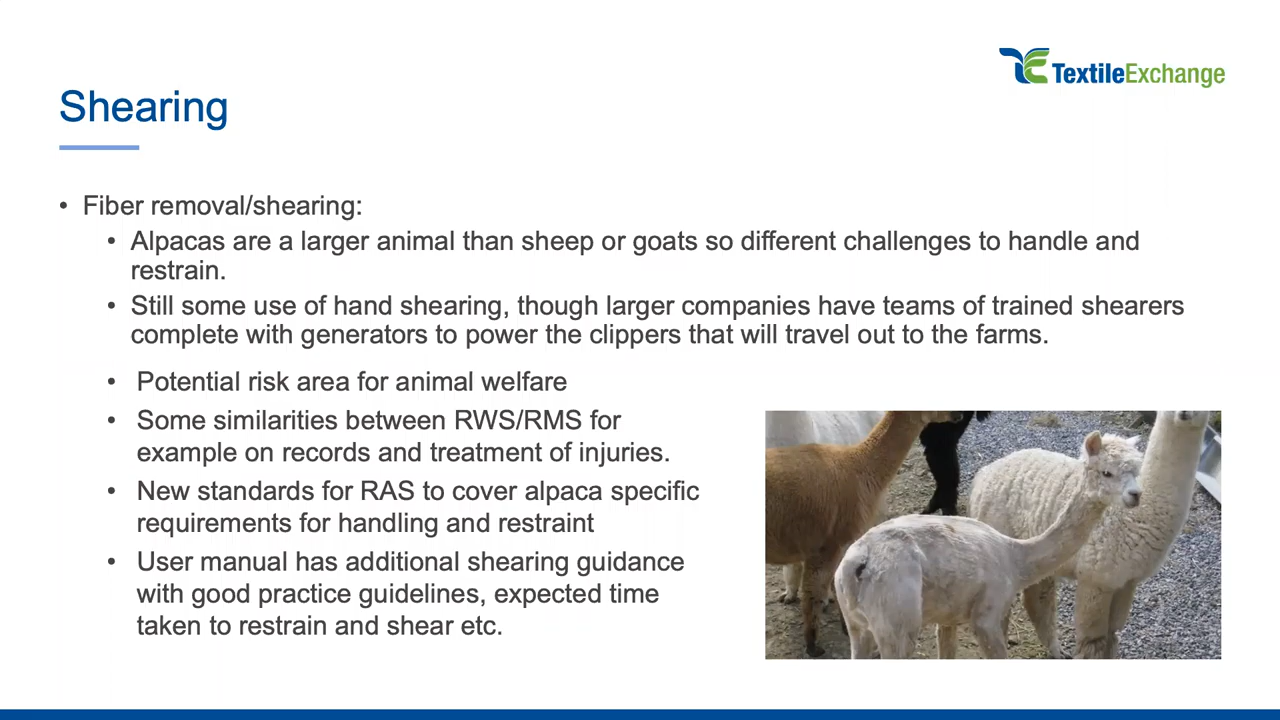 TextileExchange
Shearing
• Fiber removal/shearing:
• Alpacas are a larger animal than sheep or goats so different challenges to handle and
restrain.
• Still some use of hand shearing, though larger companies have teams of trained shearers
complete with generators to power the clippers that will travel out to the farms.
• Potential risk area for animal welfare
• Some similarities between RWS/RMS for
example on records and treatment of injuries.
• New standards for RAS to cover alpaca specific
requirements for handling and restraint
• User manual has additional shearing guidance
with good practice guidelines, expected time
taken to restrain and shear etc.